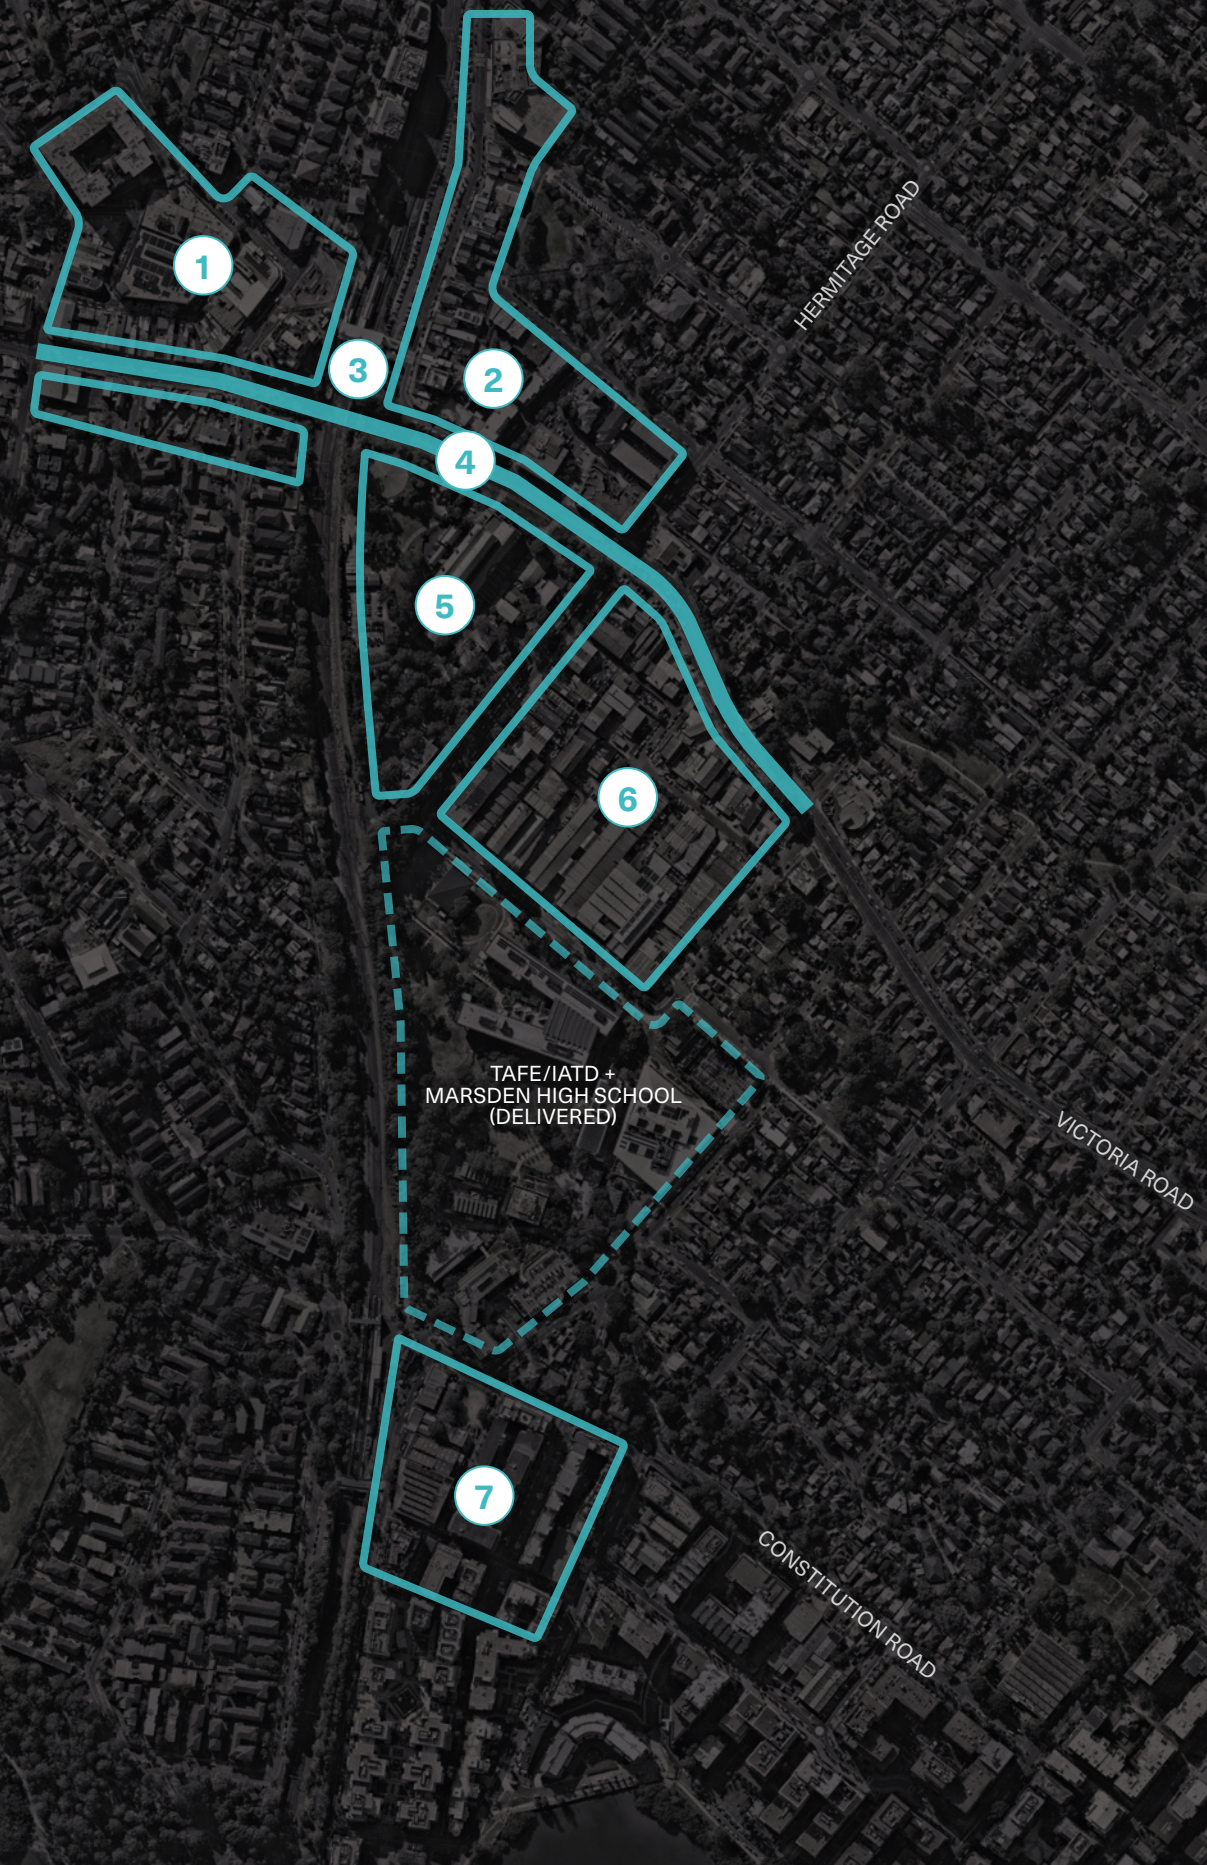 HERMITAGE ROAD
1
3
2
4
5
6
TAFE/IATD +
MARSDEN HIGH SCHOOL
(DELIVERED)
VICTORIA ROAD
7
CONSTITUTION ROAD